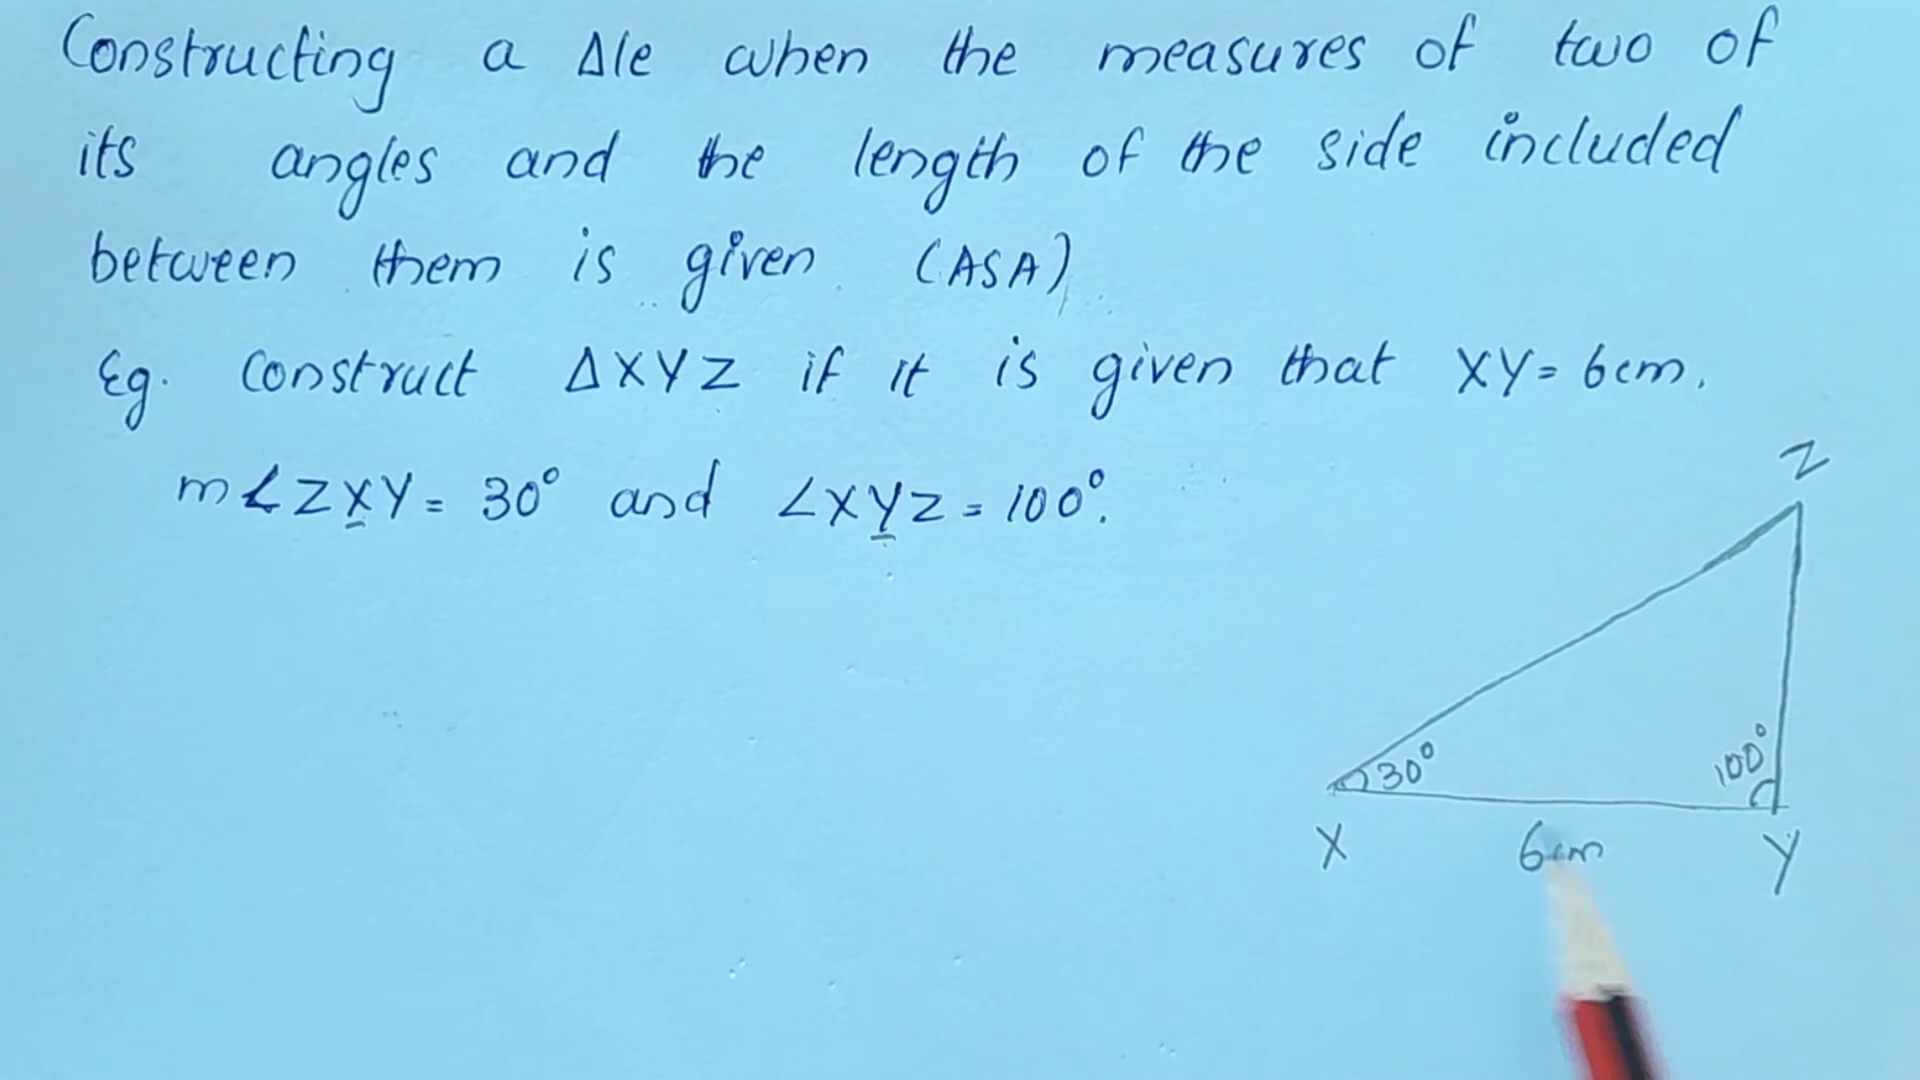 Constructing a Δle when the measures of two of
its angles and the length of the side included
between them is given (ASA)
Eg. Construct ΔXYZ if it is given that XY = 6cm.
m∠ZXY = 30° and ∠XYZ = 100°.
Z
30°
100°
X
6cm
Y